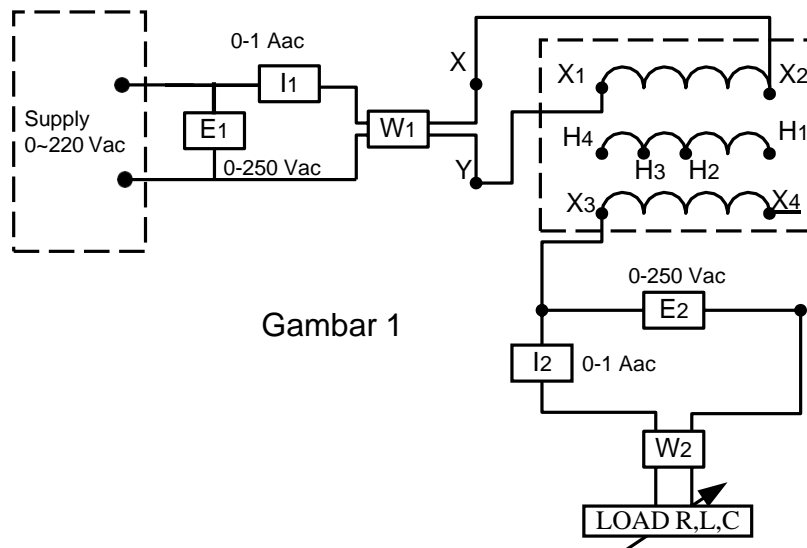 0-1 Aac
X
X1
X2
I1
Supply
0~220 Vac
E1
W1
H4
H1
0-250 Vac
Y
H3
H2
X3
X4
0-250 Vac
E2
Gambar 1
I2
0-1 Aac
W2
LOAD R,L,C